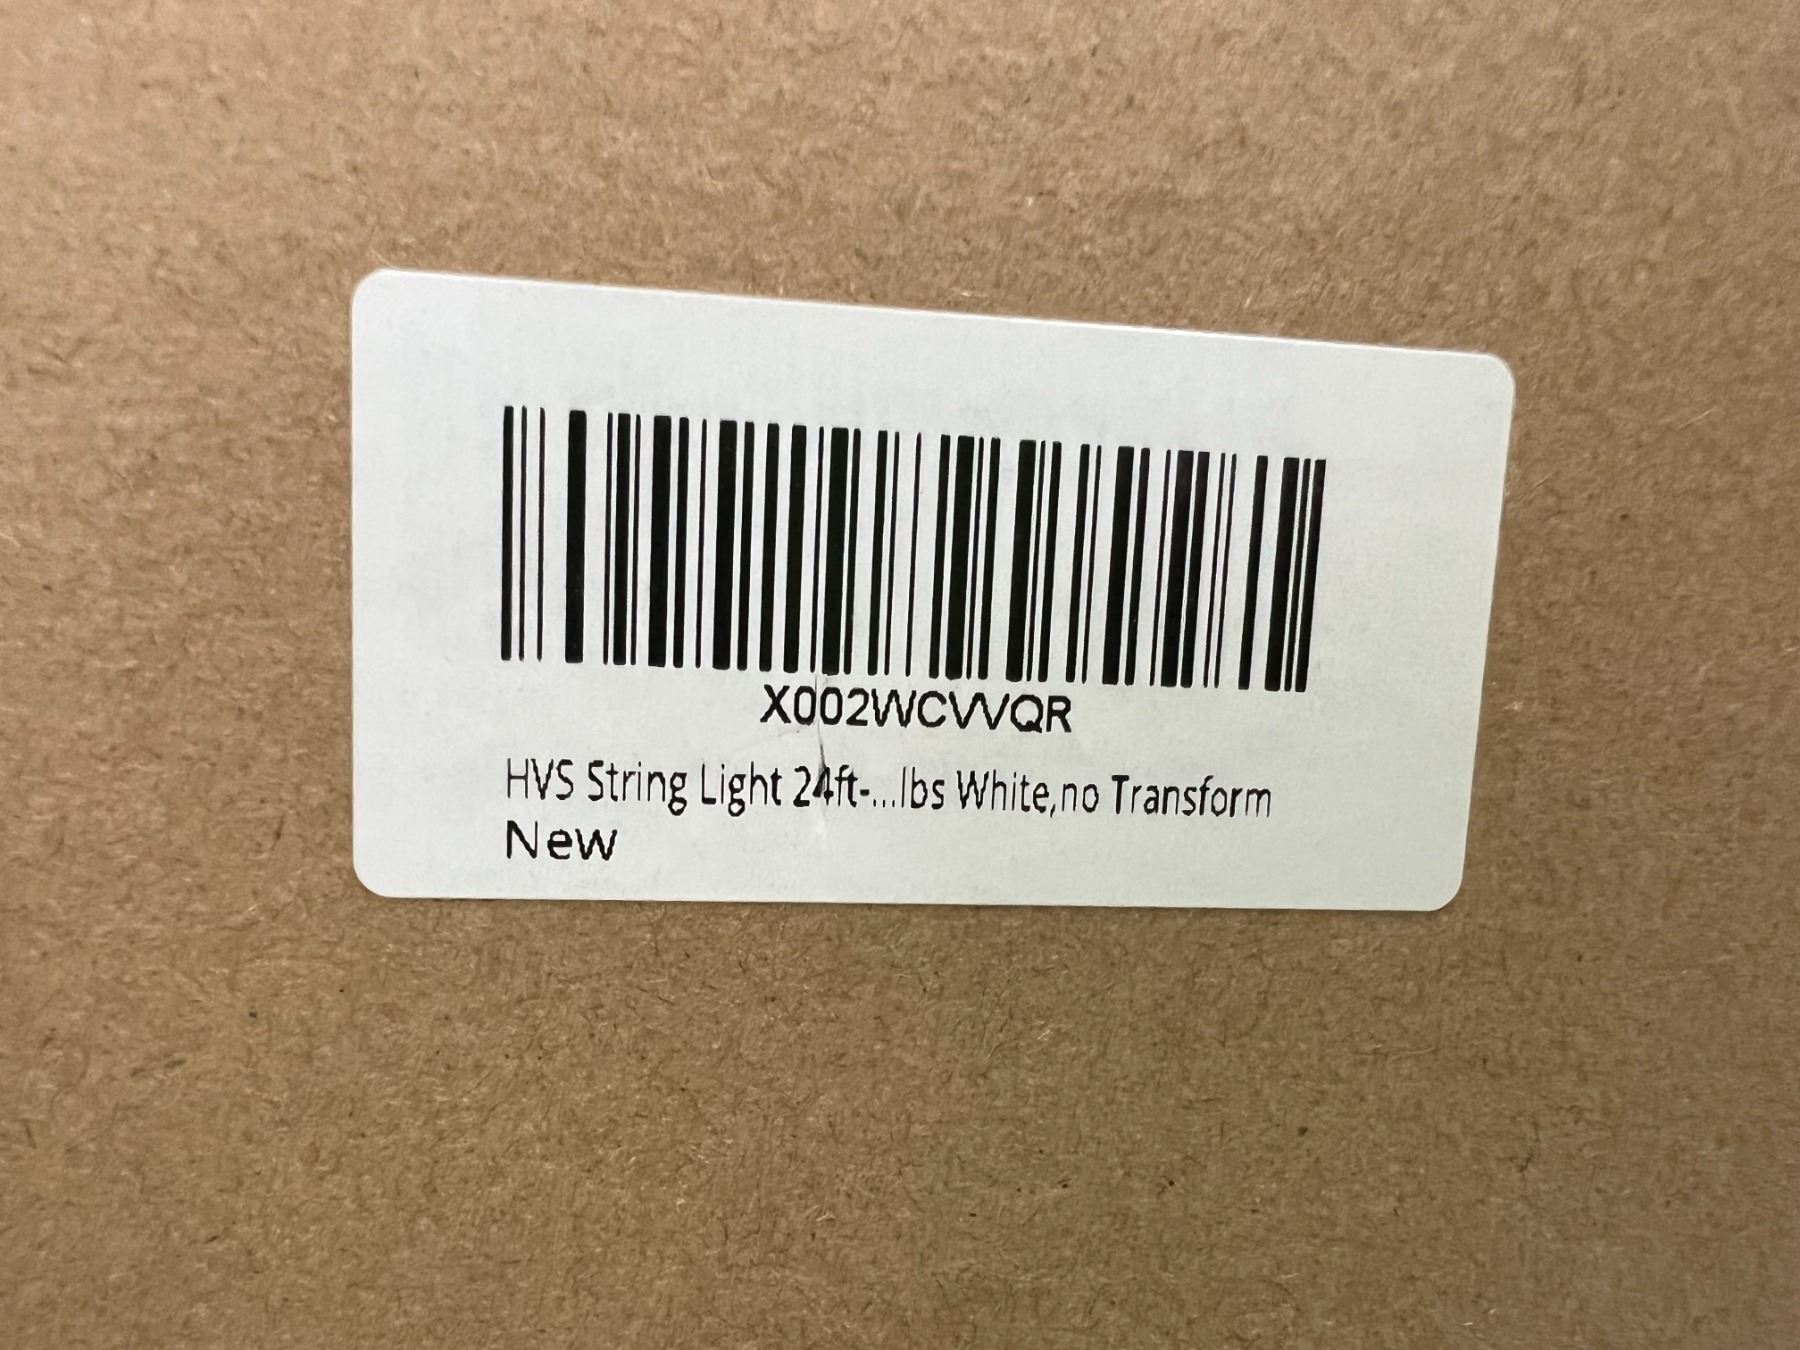 X002WCVVQR
HVS String Light 24ft-...lbs White,no Transform
New